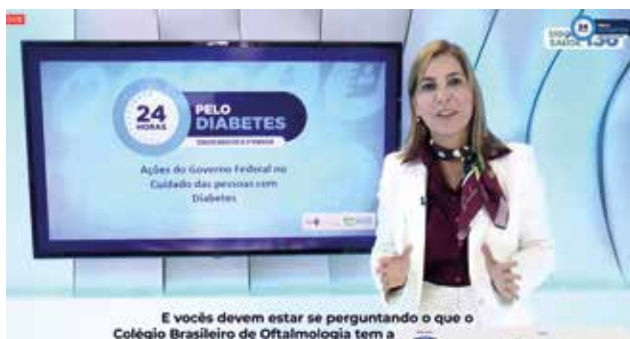 24
HORAS
PELO
DIABETES
Ações do Governo Federal no
Cuidado das pessoas com
Diabetes
E vocês devem estar se perguntando o que o
Colégio Brasileiro de Oftalmologia tem a